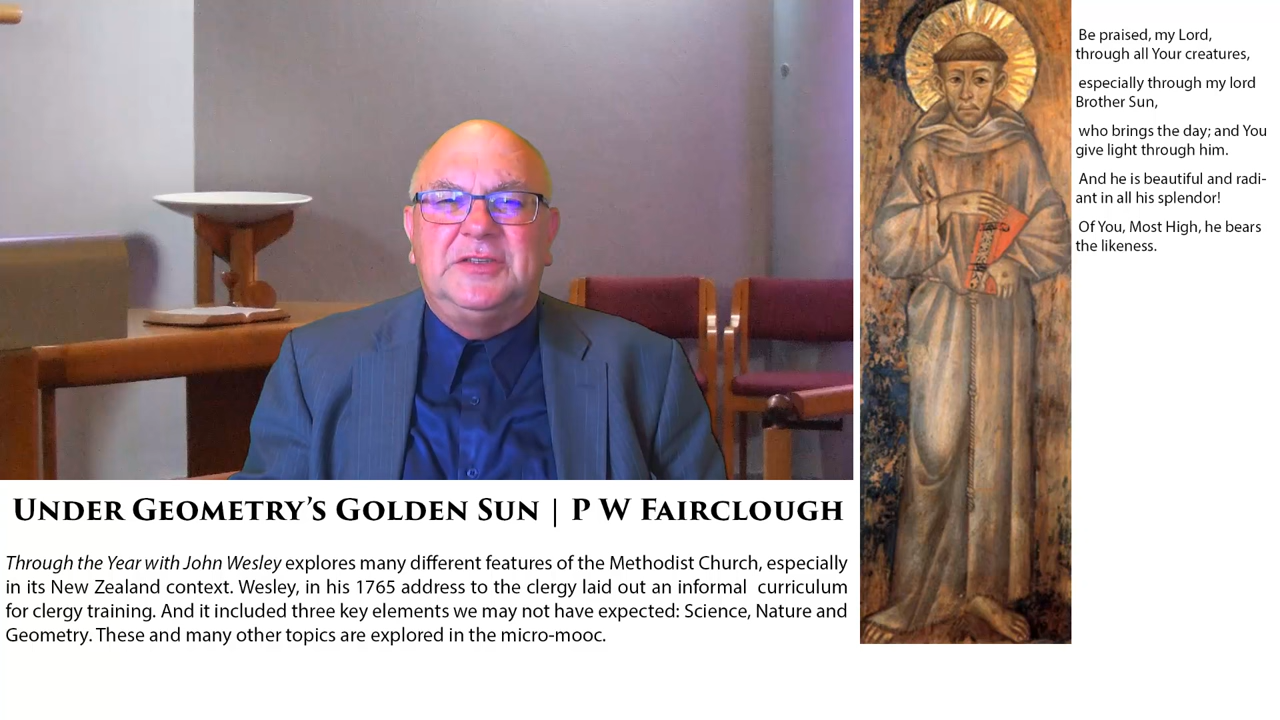 Be praised, my Lord,
through all Your creatures,
especially through my lord
Brother Sun,
who brings the day; and You
give light through him.
And he is beautiful and radi-
ant in all his splendor!
Of You, Most High, he bears
the likeness.
Under Geometry’s Golden Sun | P W Fairclough
Through the Year with John Wesley explores many different features of the Methodist Church, especially
in its New Zealand context. Wesley, in his 1765 address to the clergy laid out an informal curriculum
for clergy training. And it included three key elements we may not have expected: Science, Nature and
Geometry. These and many other topics are explored in the micro-mooc.